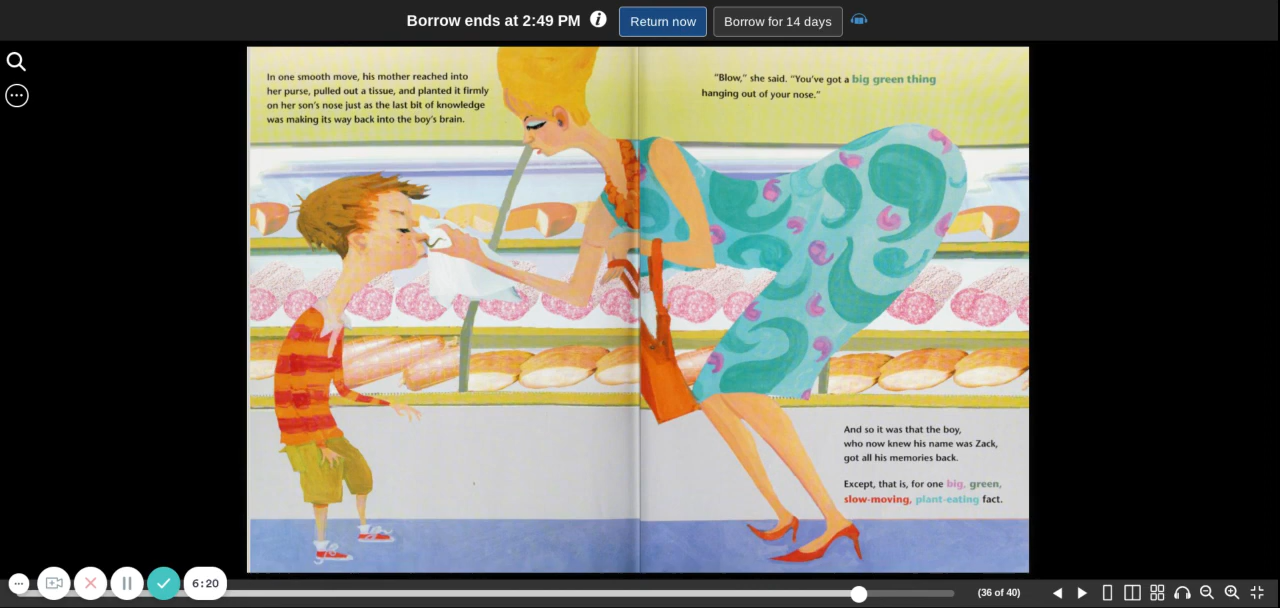 Borrow ends at 2:49 PM
Return now
Borrow for 14 days
In one smooth move, his mother reached into
her purse, pulled out a tissue, and planted it firmly
on her son's nose just as the last bit of knowledge
was making its way back into the boy's brain.
"Blow," she said. "You've got a big green thing
hanging out of your nose."
And so it was that the boy,
who now knew his name was Zack,
got all his memories back.
Except, that is, for one big, green,
slow-moving, plant-eating fact.
6:20
(36 of 40)